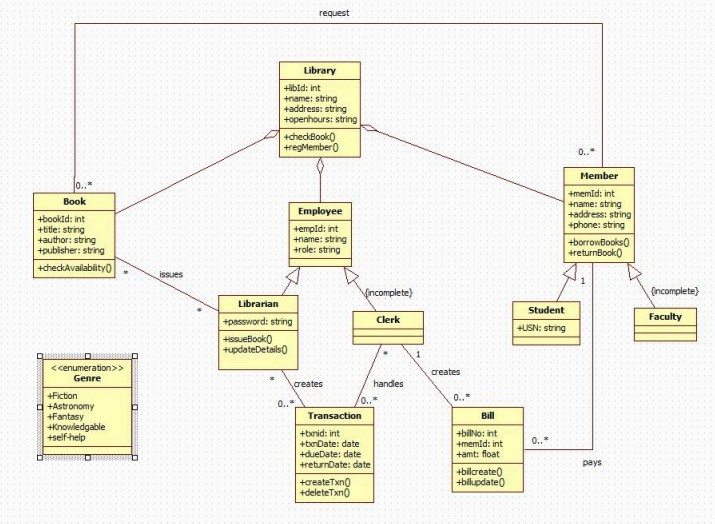 request
Library
+libId: int
+name: string
+address: string
+openhours: string
+checkBook()
+regMember()
0..*
0..*
Book
+bookId: int
+title: string
+author: string
+publisher: string
+checkAvailability()
*
issues
*
Employee
+empId: int
+name: string
+role: string
Member
+memId: int
+name: string
+address: string
+phone: string
+borrowBooks()
+returnBook()
{incomplete}
1
{incomplete}
Librarian
+password: string
+issueBook()
+updateDetails()
Clerk
Student
+USN: string
Faculty
<<enumeration>>
Genre
+Fiction
+Astronomy
+Fantasy
+Knowledgable
+self-help
*
creates
0..*
*
handles
0..*
1
creates
0..*
Transaction
+txnid: int
+txnDate: date
+dueDate: date
+returnDate: date
+createTxn()
+deleteTxn()
Bill
+billNo: int
+memId: int
+amt: float
+billcreate()
+billupdate()
0..*
pays